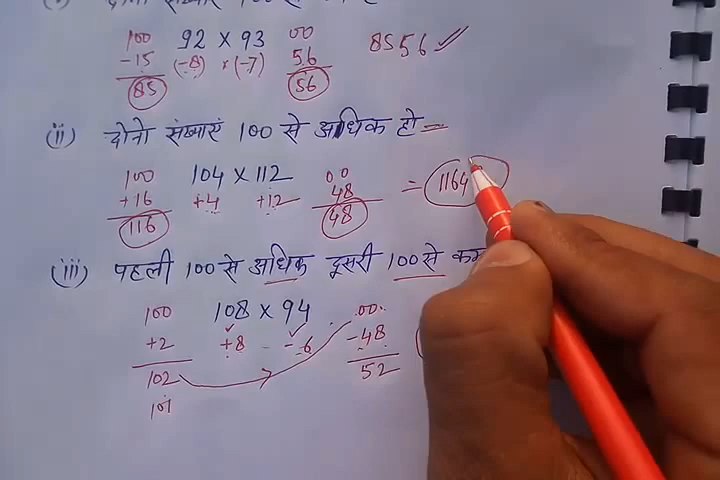 100 92 × 93 00 8556
-15 (-8) × (-7) 56
85 56
(ii) दोनो संख्याएं 100 से अधिक हो -
100 104 × 112 00
+16 +4 +12 48 = 1164
116 48
(iii) पहली 100 से अधिक दूसरी 100 से कम
100 108 × 94 00
+2 +8 -6 -48
102 52
101